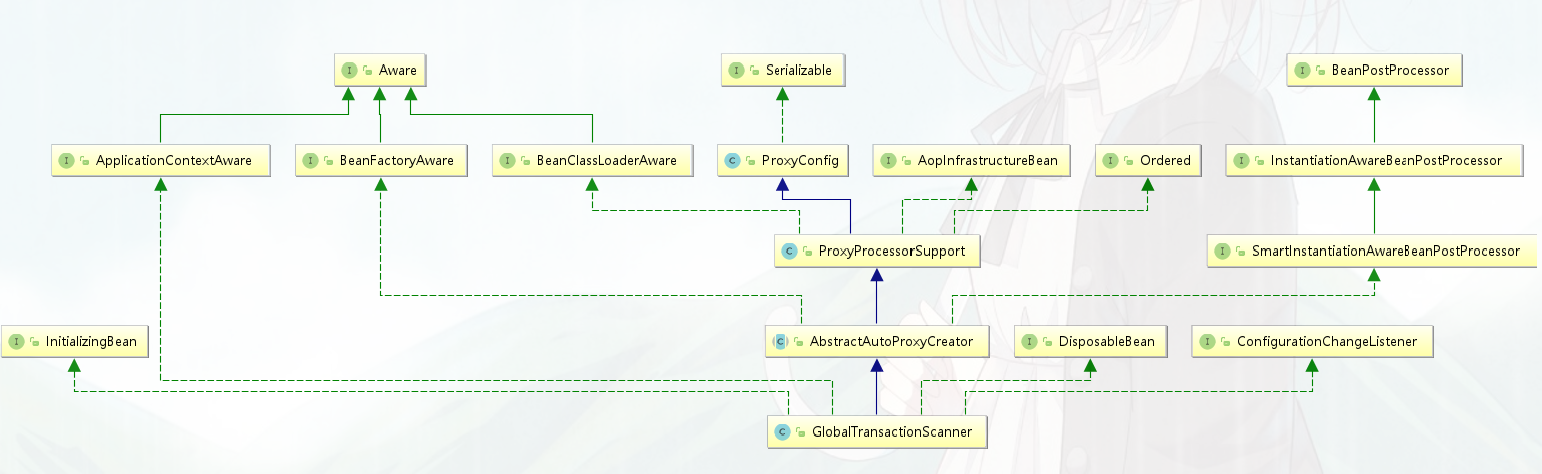 Aware
Serializable
BeanPostProcessor
ApplicationContextAware
BeanFactoryAware
BeanClassLoaderAware
ProxyConfig
AopInfrastructureBean
Ordered
InstantiationAwareBeanPostProcessor
ProxyProcessorSupport
SmartInstantiationAwareBeanPostProcessor
InitializingBean
AbstractAutoProxyCreator
DisposableBean
ConfigurationChangeListener
GlobalTransactionScanner